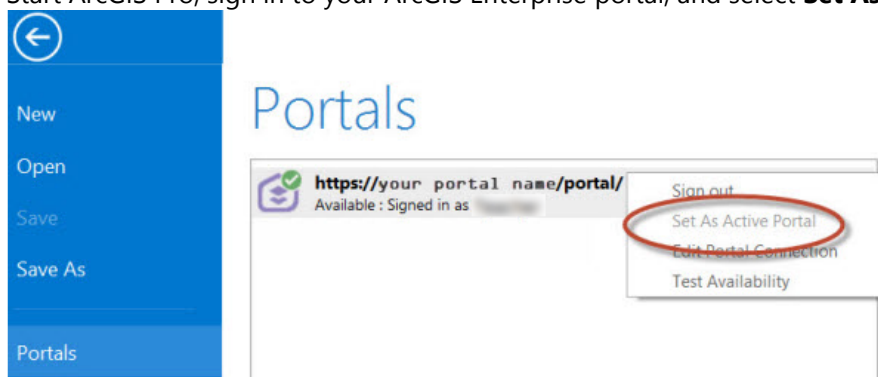 Start ArcGIS Pro, sign in to your ArcGIS Enterprise portal, and select Set As
New
Open
Save
Save As
Portals
Portals
https://your portal name/portal/
Available : Signed in as
Sign out
Set As Active Portal
Edit Portal Connection
Test Availability